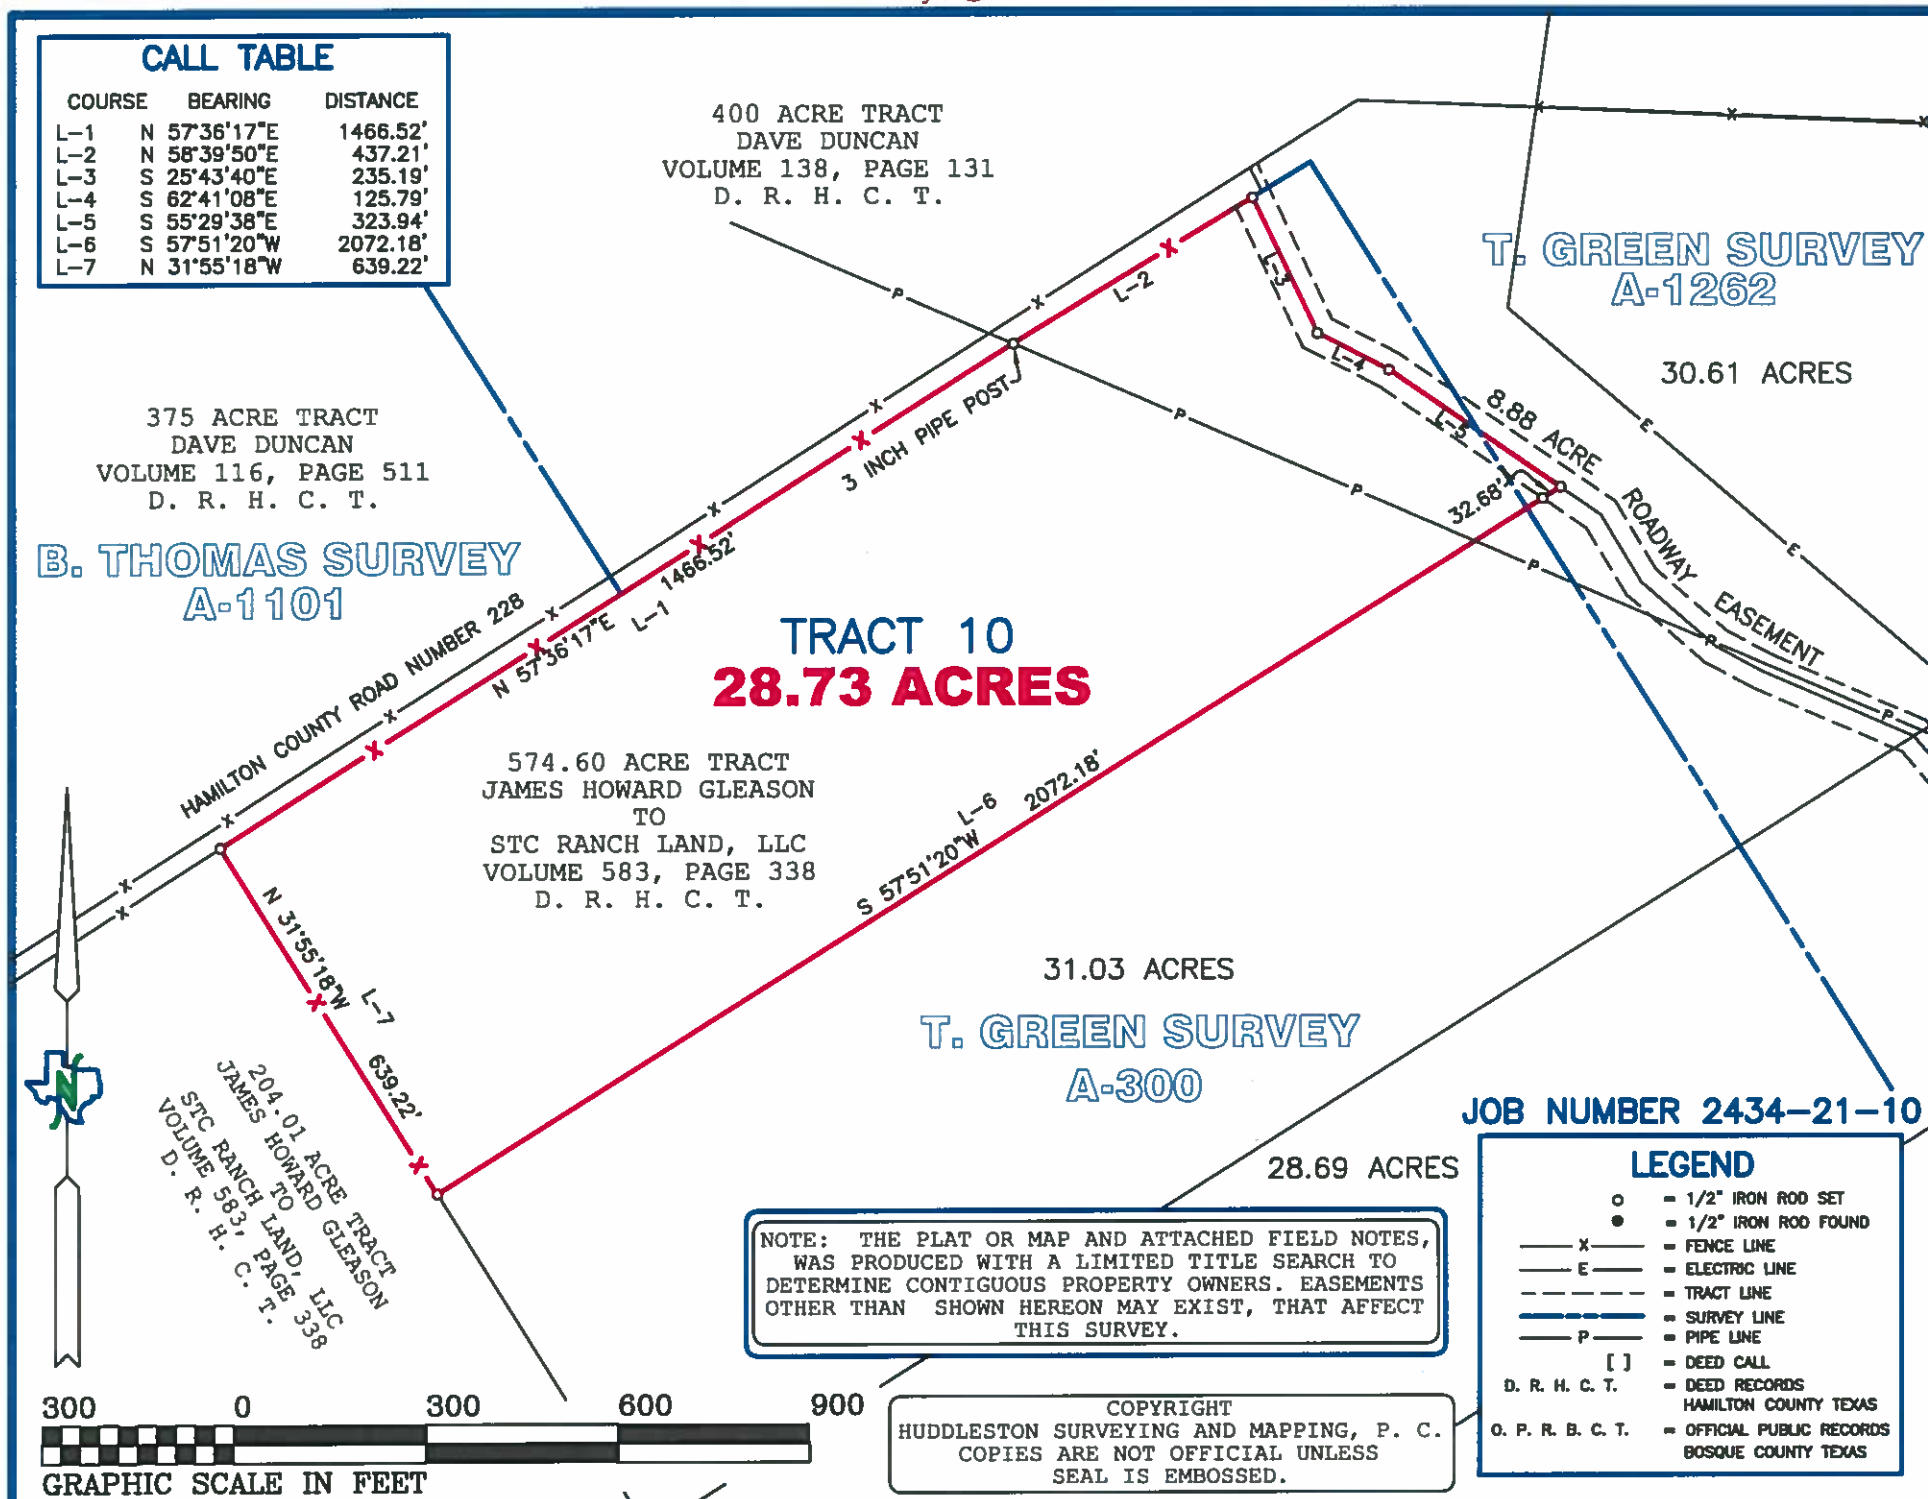 CALL TABLE
COURSE BEARING DISTANCE
L-1 N 57°36'17"E 1466.52'
L-2 N 58°39'50"E 437.21'
L-3 S 25°43'40"E 235.19'
L-4 S 62°41'08"E 125.79'
L-5 S 55°29'38"E 323.94'
L-6 S 57°51'20"W 2072.18'
L-7 N 31°55'18"W 639.22'
400 ACRE TRACT
DAVE DUNCAN
VOLUME 138, PAGE 131
D. R. H. C. T.
T. GREEN SURVEY
A-1262
30.61 ACRES
375 ACRE TRACT
DAVE DUNCAN
VOLUME 116, PAGE 511
D. R. H. C. T.
B. THOMAS SURVEY
A-1101
HAMILTON COUNTY ROAD NUMBER 228
N 57°36'17"E
L-1
1466.52'
3 INCH PIPE POST
L-2
L-3
L-4
L-5
32.68'
8.88 ACRE
ROADWAY
EASEMENT
TRACT 10
28.73 ACRES
574.60 ACRE TRACT
JAMES HOWARD GLEASON
TO
STC RANCH LAND, LLC
VOLUME 583, PAGE 338
D. R. H. C. T.
S 57°51'20"W
L-6
2072.18'
N 31°55'18"W
L-7
639.22'
204.01 ACRE TRACT
JAMES HOWARD GLEASON
TO
STC RANCH LAND, LLC
VOLUME 583, PAGE 338
D. R. H. C. T.
31.03 ACRES
T. GREEN SURVEY
A-300
28.69 ACRES
N
JOB NUMBER 2434-21-10
LEGEND
= 1/2" IRON ROD SET
= 1/2" IRON ROD FOUND
X = FENCE LINE
E = ELECTRIC LINE
= TRACT LINE
= SURVEY LINE
P = PIPE LINE
[ ] = DEED CALL
D. R. H. C. T. = DEED RECORDS
HAMILTON COUNTY TEXAS
O. P. R. B. C. T. = OFFICIAL PUBLIC RECORDS
BOSQUE COUNTY TEXAS
NOTE: THE PLAT OR MAP AND ATTACHED FIELD NOTES,
WAS PRODUCED WITH A LIMITED TITLE SEARCH TO
DETERMINE CONTIGUOUS PROPERTY OWNERS. EASEMENTS
OTHER THAN SHOWN HEREON MAY EXIST, THAT AFFECT
THIS SURVEY.
COPYRIGHT
HUDDLESTON SURVEYING AND MAPPING, P. C.
COPIES ARE NOT OFFICIAL UNLESS
SEAL IS EMBOSSED.
300 0 300 600 900
GRAPHIC SCALE IN FEET